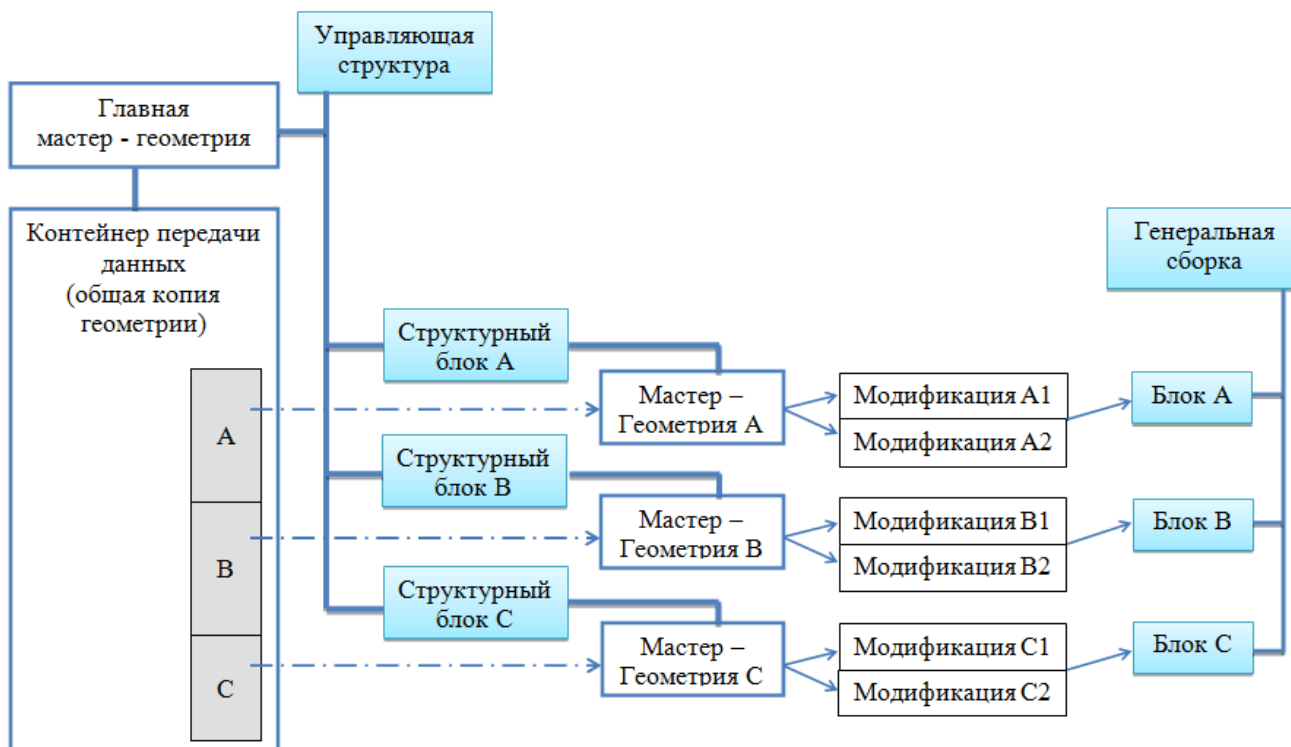 Управляющая
структура
Главная
мастер - геометрия
Контейнер передачи
данных
(общая копия
геометрии)
Генеральная
сборка
Структурный
блок А
Мастер –
Геометрия А
Модификация А1
Модификация А2
Блок А
А
Структурный
блок В
Мастер –
Геометрия В
Модификация В1
Модификация В2
Блок В
В
Структурный
блок С
Мастер –
Геометрия С
Модификация С1
Модификация С2
Блок С
С